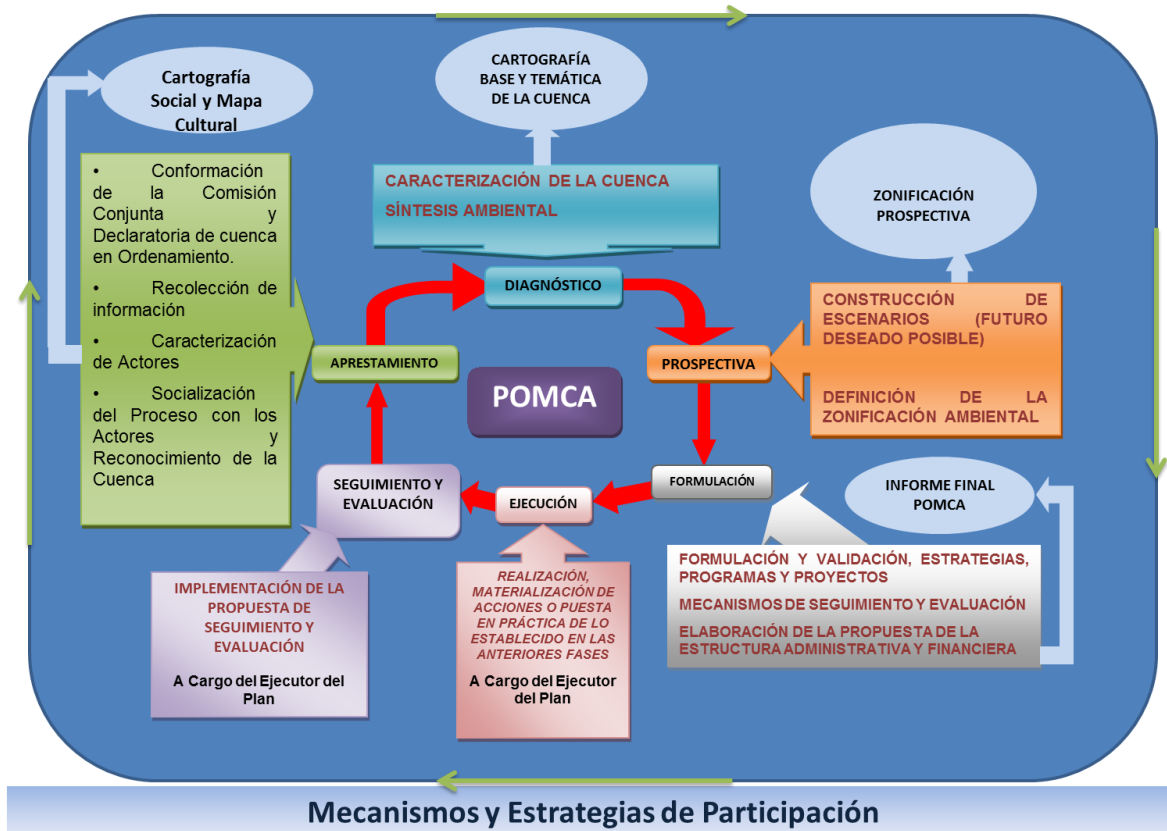 Cartografía
Social y Mapa
Cultural
CARTOGRAFÍA
BASE Y TEMÁTICA
DE LA CUENCA
• Conformación
de la Comisión
Conjunta y
Declaratoria de cuenca
en Ordenamiento.
• Recolección de
información
• Caracterización
de Actores
• Socialización
del Proceso con los
Actores y
Reconocimiento de la
Cuenca
CARACTERIZACIÓN DE LA CUENCA
SÍNTESIS AMBIENTAL
ZONIFICACIÓN
PROSPECTIVA
DIAGNÓSTICO
CONSTRUCCIÓN DE
ESCENARIOS (FUTURO
DESEADO POSIBLE)
DEFINICIÓN DE LA
ZONIFICACIÓN AMBIENTAL
APRESTAMIENTO
PROSPECTIVA
POMCA
SEGUIMIENTO Y
EVALUACIÓN
EJECUCIÓN
FORMULACIÓN
INFORME FINAL
POMCA
IMPLEMENTACIÓN DE LA
PROPUESTA DE
SEGUIMIENTO Y
EVALUACIÓN
A Cargo del Ejecutor del
Plan
REALIZACIÓN,
MATERIALIZACIÓN DE
ACCIONES O PUESTA
EN PRÁCTICA DE LO
ESTABLECIDO EN LAS
ANTERIORES FASES
A Cargo del Ejecutor
del Plan
FORMULACIÓN Y VALIDACIÓN, ESTRATEGIAS,
PROGRAMAS Y PROYECTOS
MECANISMOS DE SEGUIMIENTO Y EVALUACIÓN
ELABORACIÓN DE LA PROPUESTA DE LA
ESTRUCTURA ADMINISTRATIVA Y FINANCIERA
Mecanismos y Estrategias de Participación